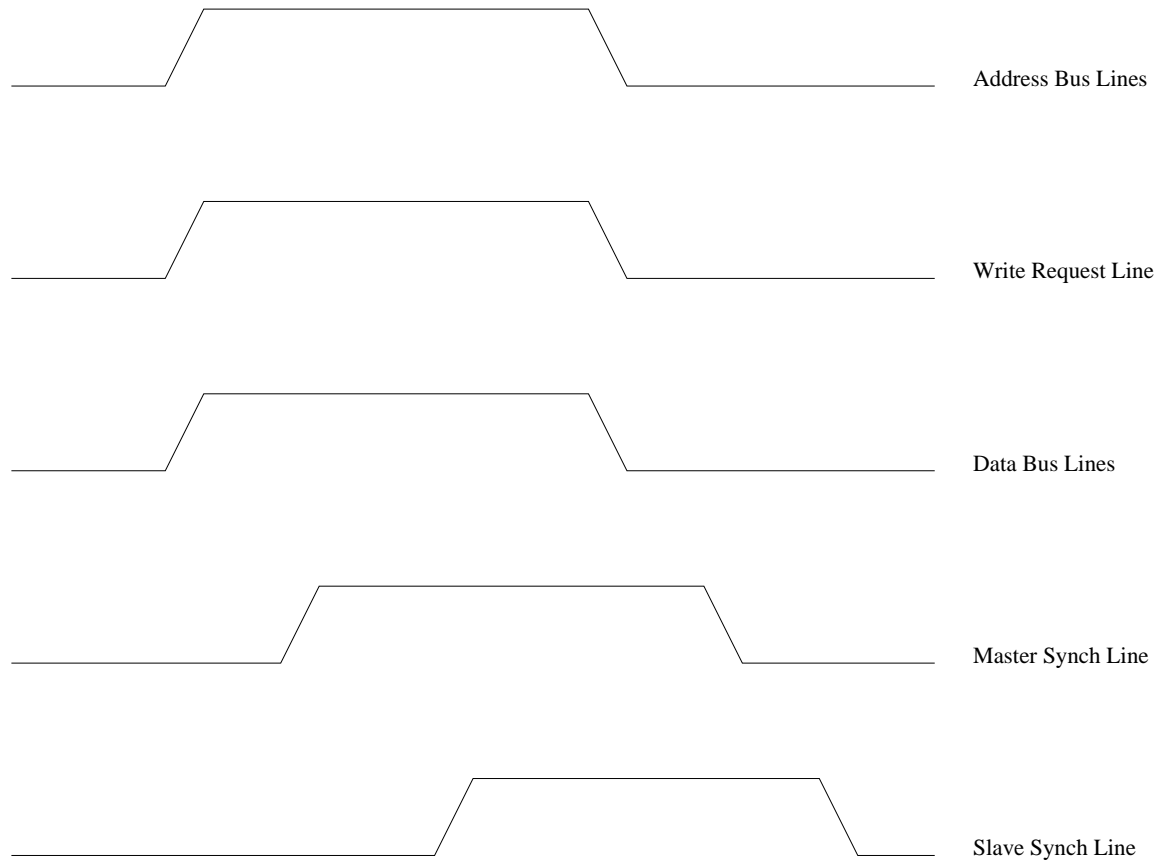 Address Bus Lines
Write Request Line
Data Bus Lines
Master Synch Line
Slave Synch Line